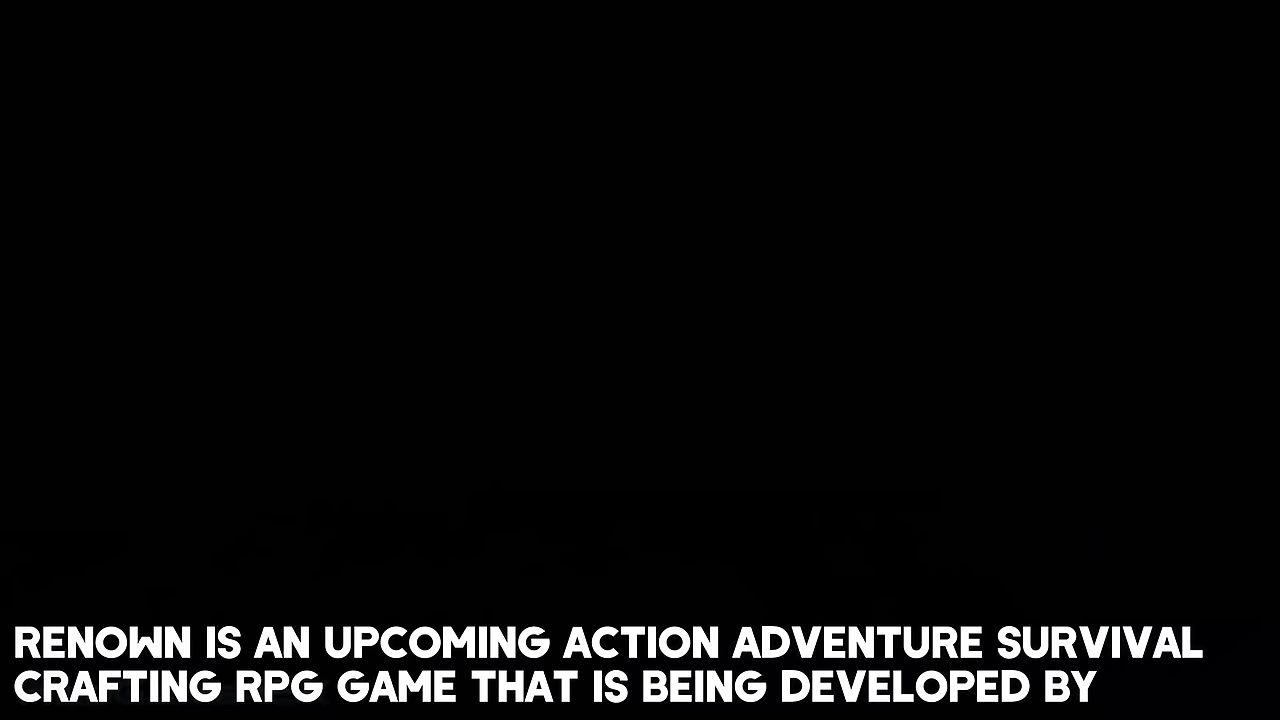 RENOWN IS AN UPCOMING ACTION ADVENTURE SURVIVAL
CRAFTING RPG GAME THAT IS BEING DEVELOPED BY